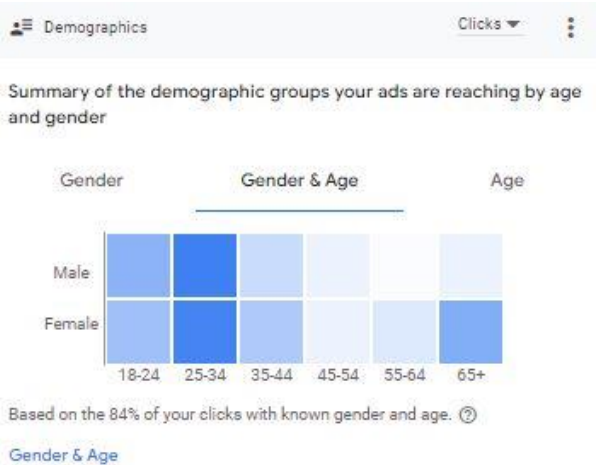 Demographics Clicks
Summary of the demographic groups your ads are reaching by age
and gender
Gender Gender & Age Age
Male
Female
18-24 25-34 35-44 45-54 55-64 65+
Based on the 84% of your clicks with known gender and age.
Gender & Age